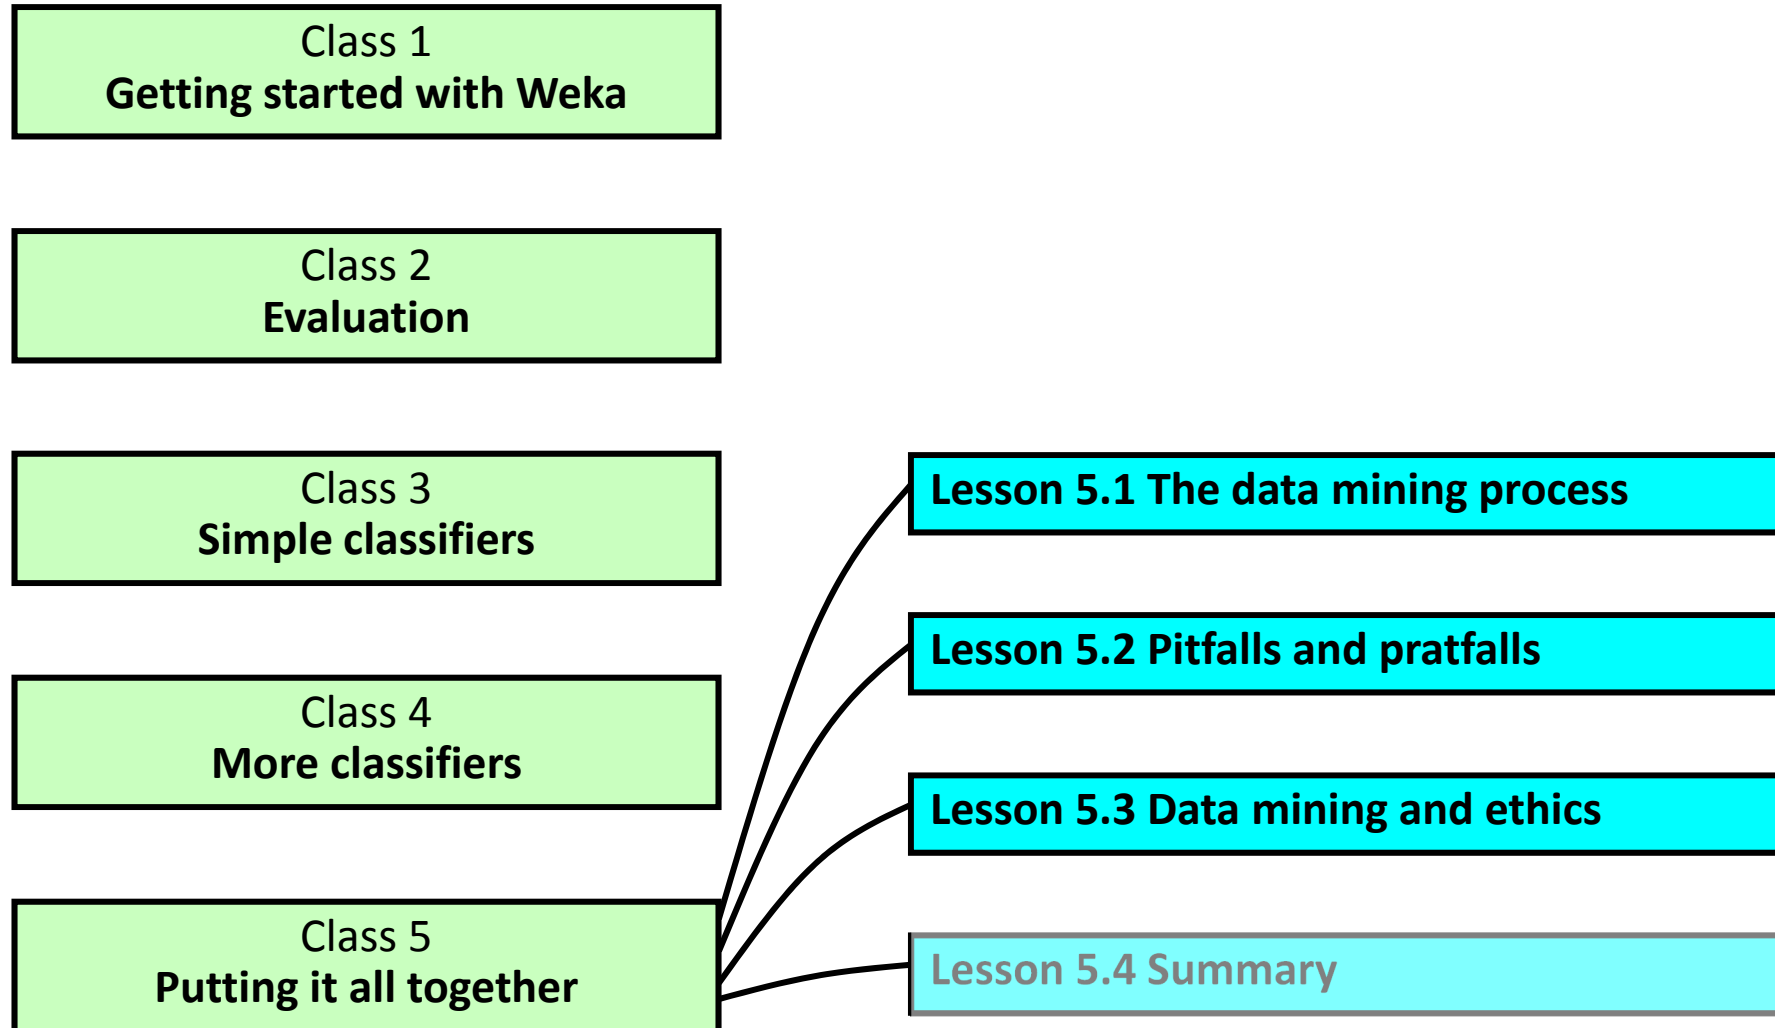 Class 1
Getting started with Weka
Class 2
Evaluation
Class 3
Simple classifiers
Class 4
More classifiers
Class 5
Putting it all together
Lesson 5.1 The data mining process
Lesson 5.2 Pitfalls and pratfalls
Lesson 5.3 Data mining and ethics
Lesson 5.4 Summary